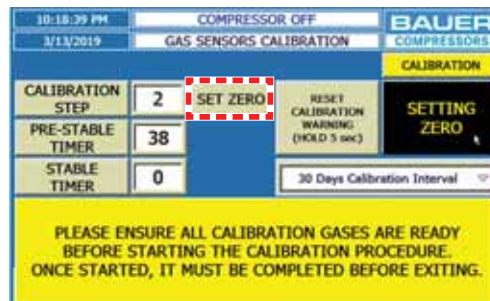 10:18:39 PM
COMPRESSOR OFF
BAUER
3/13/2019
GAS SENSORS CALIBRATION
COMPRESSORS
CALIBRATION
CALIBRATION
STEP
2
SET ZERO
RESET
CALIBRATION
WARNING
(HOLD 5 sec)
SETTING
ZERO
PRE-STABLE
TIMER
38
STABLE
TIMER
0
30 Days Calibration Interval
PLEASE ENSURE ALL CALIBRATION GASES ARE READY
BEFORE STARTING THE CALIBRATION PROCEDURE.
ONCE STARTED, IT MUST BE COMPLETED BEFORE EXITING.